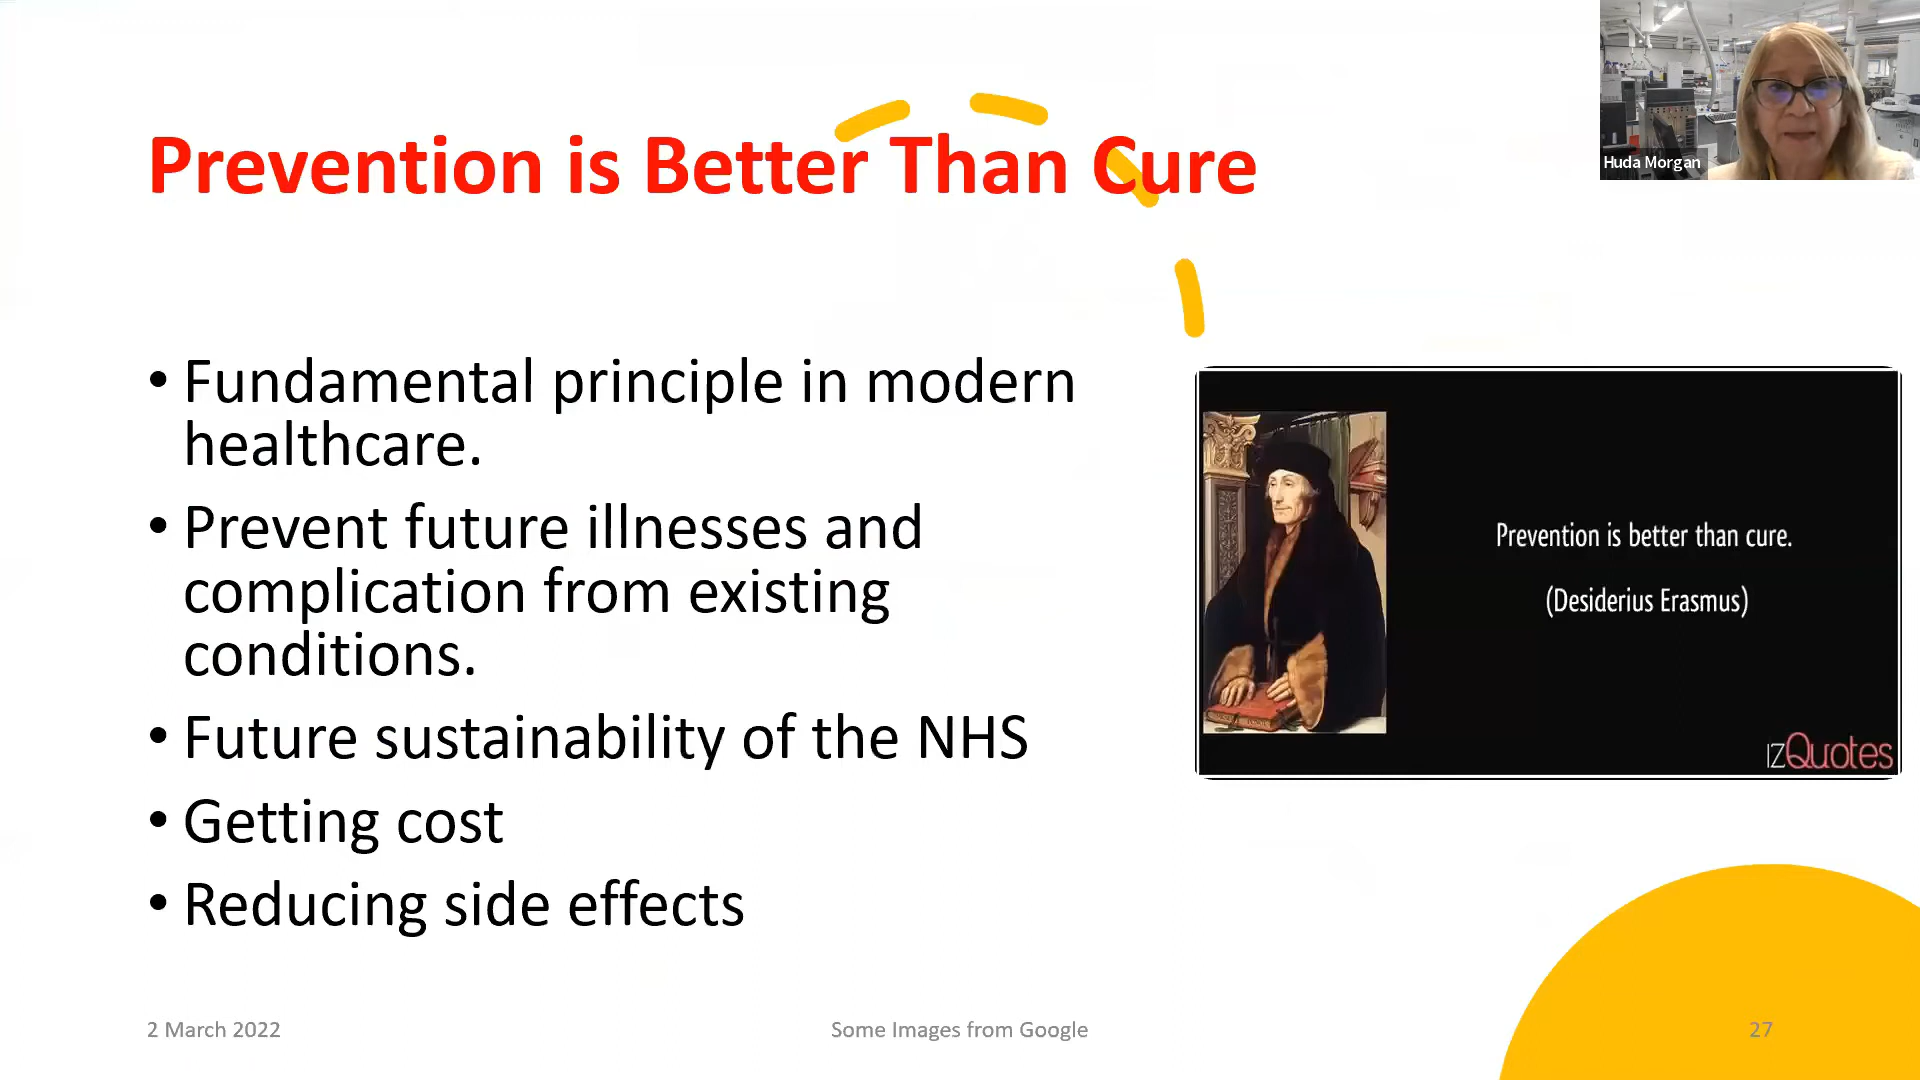 Prevention is Better Than Cure
Huda Morgan
• Fundamental principle in modern
healthcare.
• Prevent future illnesses and
complication from existing
conditions.
• Future sustainability of the NHS
• Getting cost
• Reducing side effects
Prevention is better than cure.
(Desiderius Erasmus)
IZQuotes
2 March 2022
Some Images from Google
27